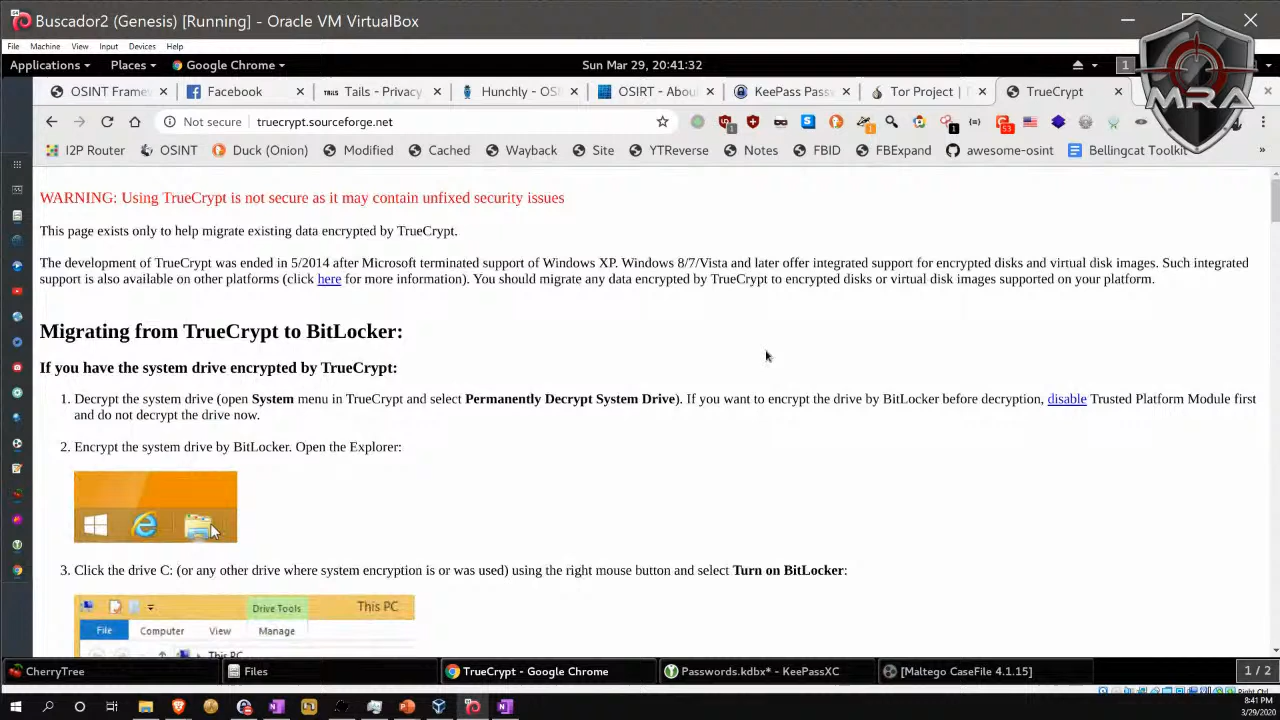 Buscador2 (Genesis) [Running] - Oracle VM VirtualBox
File Machine View Input Devices Help
Applications Places Google Chrome Sun Mar 29, 20:41:32 1
OSINT Frame Facebook Tails - Privacy Hunchly - OS OSIRT - Abou KeePass Pass Tor Project | TrueCrypt
MRA
Not secure truecrypt.sourceforge.net 1 1 53 1
I2P Router OSINT Duck (Onion) Modified Cached Wayback Site YTReverse Notes FBID FBExpand awesome-osint Bellingcat Toolkit »
WARNING: Using TrueCrypt is not secure as it may contain unfixed security issues
This page exists only to help migrate existing data encrypted by TrueCrypt.
The development of TrueCrypt was ended in 5/2014 after Microsoft terminated support of Windows XP. Windows 8/7/Vista and later offer integrated support for encrypted disks and virtual disk images. Such integrated
support is also available on other platforms (click here for more information). You should migrate any data encrypted by TrueCrypt to encrypted disks or virtual disk images supported on your platform.
Migrating from TrueCrypt to BitLocker:
If you have the system drive encrypted by TrueCrypt:
1. Decrypt the system drive (open System menu in TrueCrypt and select Permanently Decrypt System Drive). If you want to encrypt the drive by BitLocker before decryption, disable Trusted Platform Module first
and do not decrypt the drive now.
2. Encrypt the system drive by BitLocker. Open the Explorer:
3. Click the drive C: (or any other drive where system encryption is or was used) using the right mouse button and select Turn on BitLocker:
Drive Tools This PC
File Computer View Manage
This PC
CherryTree Files TrueCrypt - Google Chrome Passwords.kdbx* - KeePassXC [Maltego CaseFile 4.1.15] 1 / 2
Right Ctrl
8:41 PM
3/29/2020